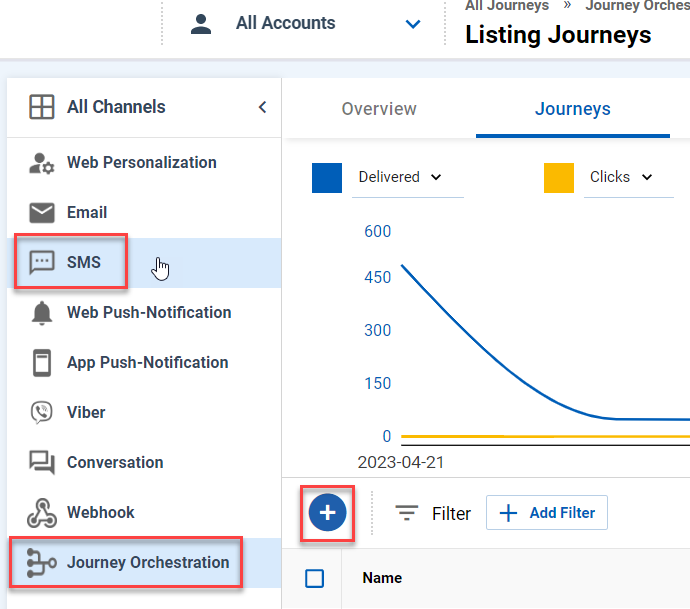 All Accounts
All Journeys » Journey Orches
Listing Journeys
All Channels
Web Personalization
Email
SMS
Web Push-Notification
App Push-Notification
Viber
Conversation
Webhook
Journey Orchestration
Overview
Journeys
Delivered
Clicks
600
450
300
150
0
2023-04-21
Filter
Add Filter
Name